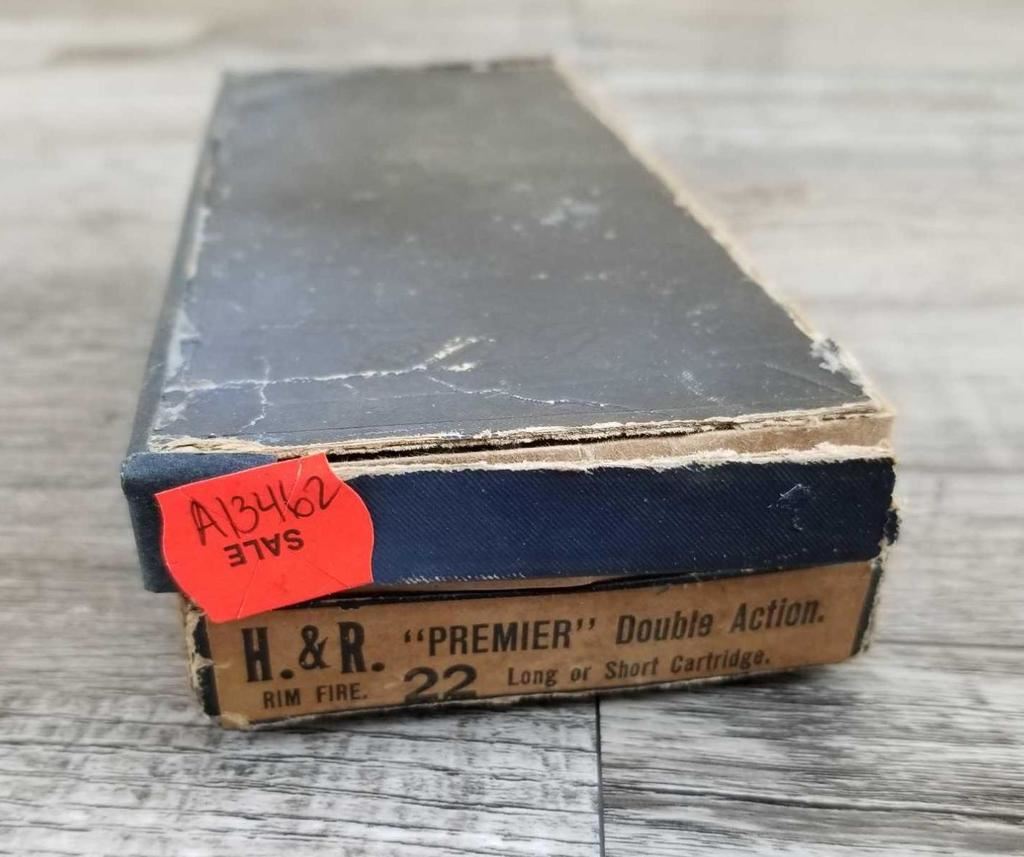 A13462
SALE
H.&R. "PREMIER" Double Action.
RIM FIRE. 22 Long or Short Cartridge.